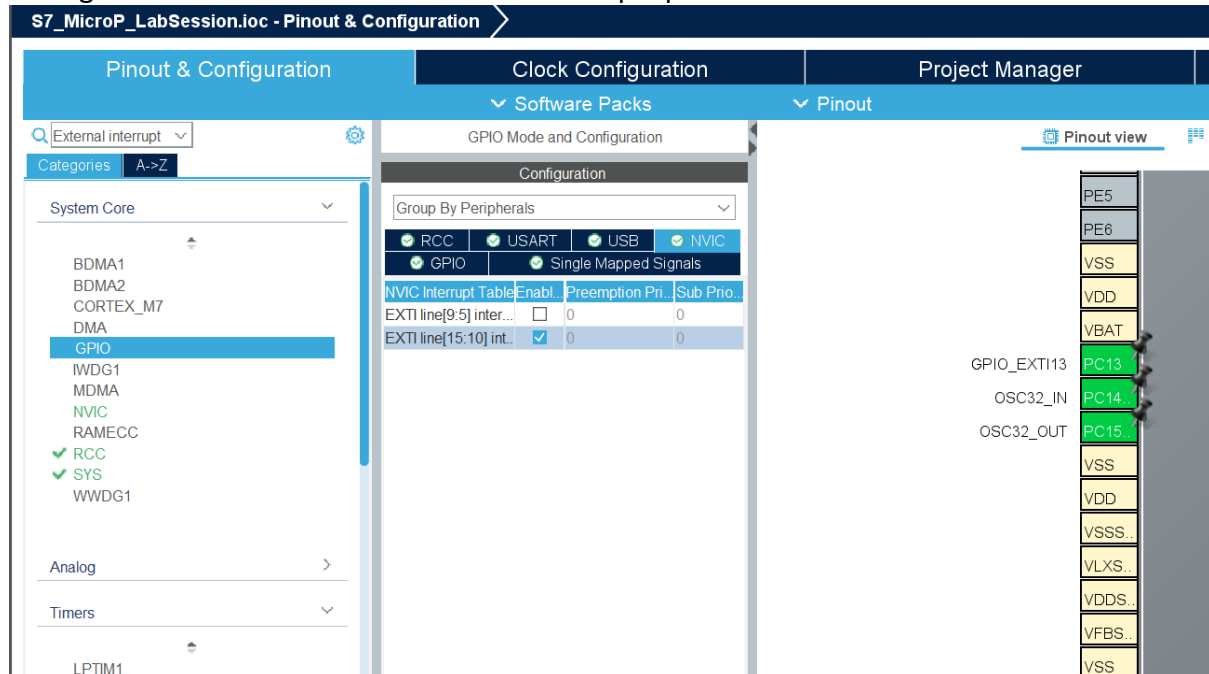 S7_MicroP_LabSession.ioc - Pinout & Configuration
Pinout & Configuration
Clock Configuration
Project Manager
Software Packs
Pinout
External interrupt
GPIO Mode and Configuration
Pinout view
Categories
A->Z
Configuration
System Core
Group By Peripherals
RCC
USART
USB
NVIC
GPIO
Single Mapped Signals
NVIC Interrupt Table
Enabl...
Preemption Pri...
Sub Prio...
EXTI line[9:5] inter...
0
0
EXTI line[15:10] int...
0
0
BDMA1
BDMA2
CORTEX_M7
DMA
GPIO
IWDG1
MDMA
NVIC
RAMECC
RCC
SYS
WWDG1
Analog
Timers
LPTIM1
PE5
PE6
VSS
VDD
VBAT
GPIO_EXTI13 PC13
OSC32_IN PC14..
OSC32_OUT PC15..
VSS
VDD
VSSS..
VLXS..
VDDS..
VFBS..
VSS